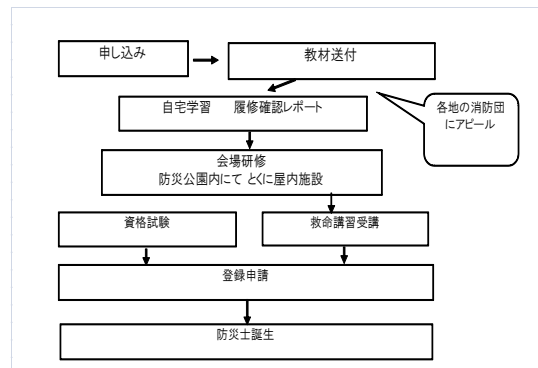 申し込み
教材送付
自宅学習 履修確認レポート
各地の消防団
にアピール
会場研修
防災公園内にて とくに屋内施設
資格試験
救命講習受講
登録申請
防災士誕生